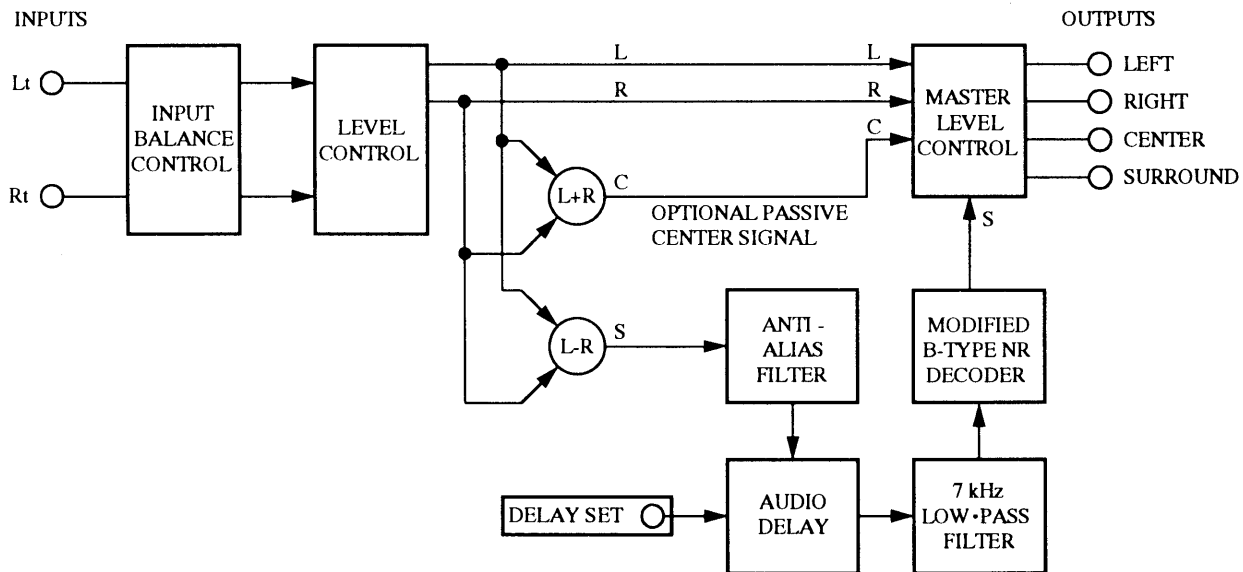 INPUTS
OUTPUTS
Lt
Rt
INPUT
BALANCE
CONTROL
LEVEL
CONTROL
L
L
R
R
C
MASTER
LEVEL
CONTROL
LEFT
RIGHT
CENTER
SURROUND
L+R
C
OPTIONAL PASSIVE
CENTER SIGNAL
S
L-R
S
ANTI -
ALIAS
FILTER
MODIFIED
B-TYPE NR
DECODER
DELAY SET
AUDIO
DELAY
7 kHz
LOW•PASS
FILTER